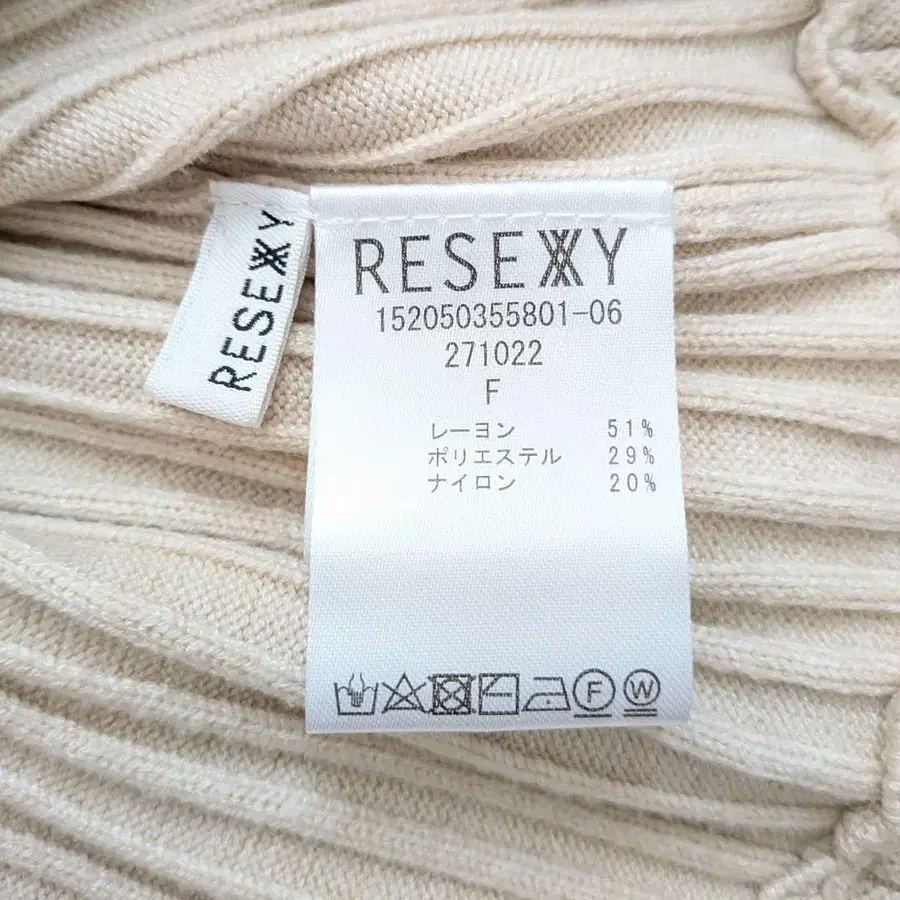 RESEXXY
RESEXXY
152050355801-06
271022
F
レーヨン 51%
ポリエステル 29%
ナイロン 20%
F W